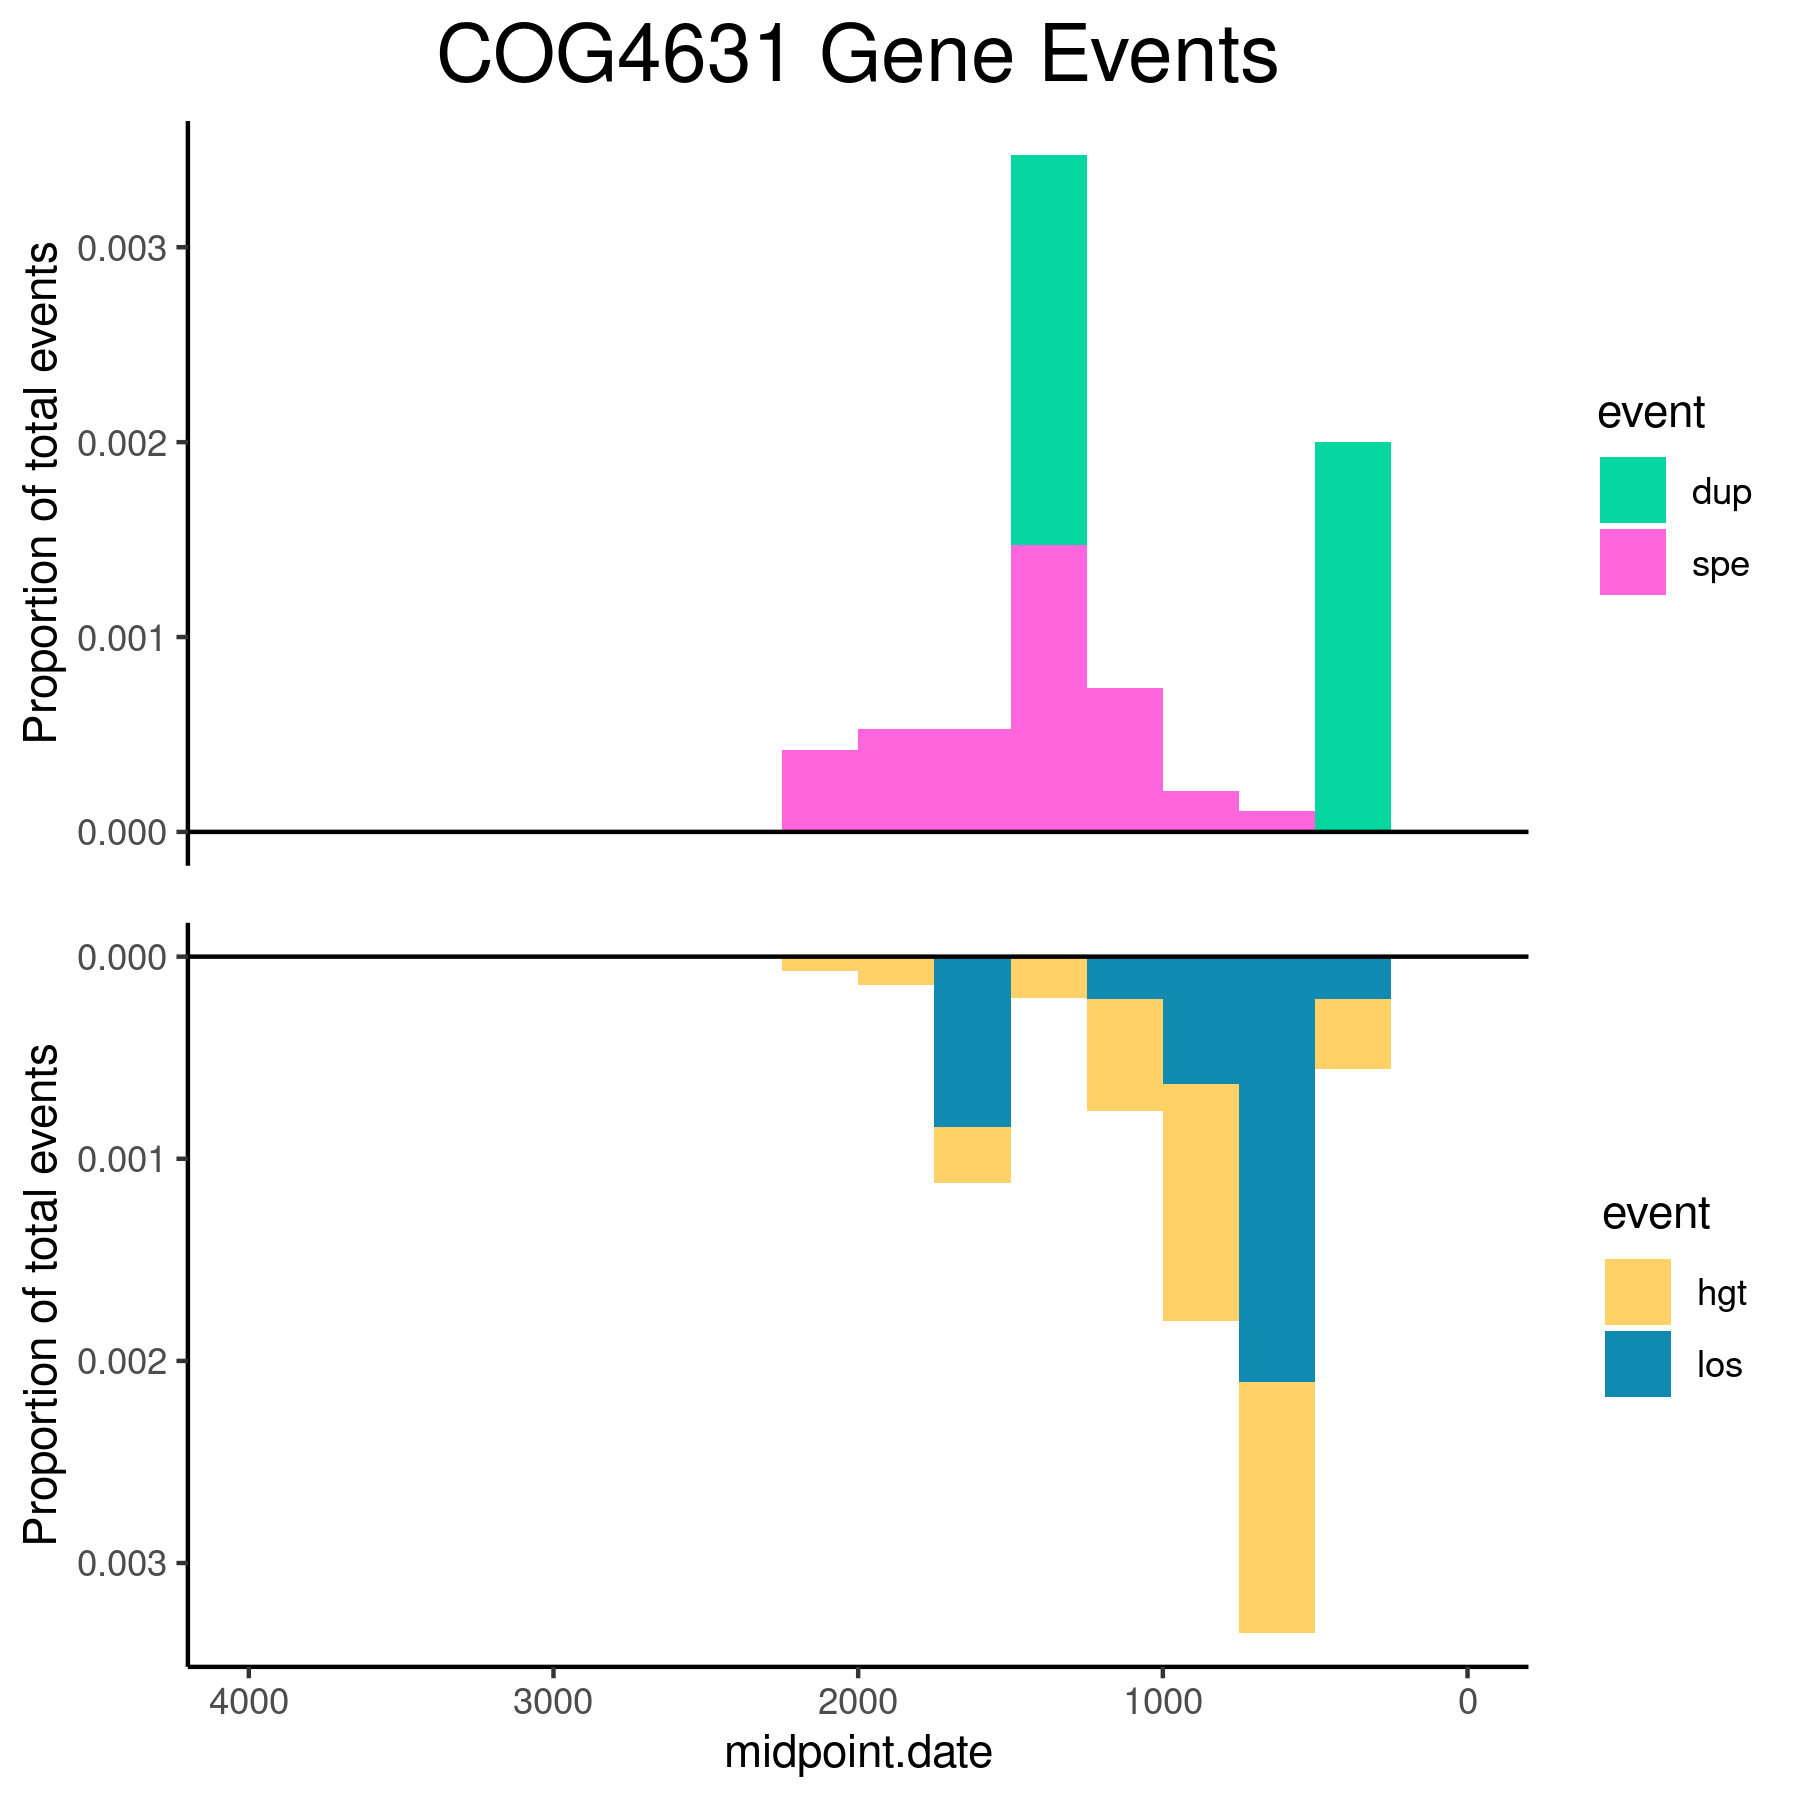 COG4631 Gene Events
Proportion of total events
0.003
0.002
0.001
0.000
event
dup
spe
Proportion of total events
0.000
0.001
0.002
0.003
event
hgt
los
4000 3000 2000 1000 0
midpoint.date